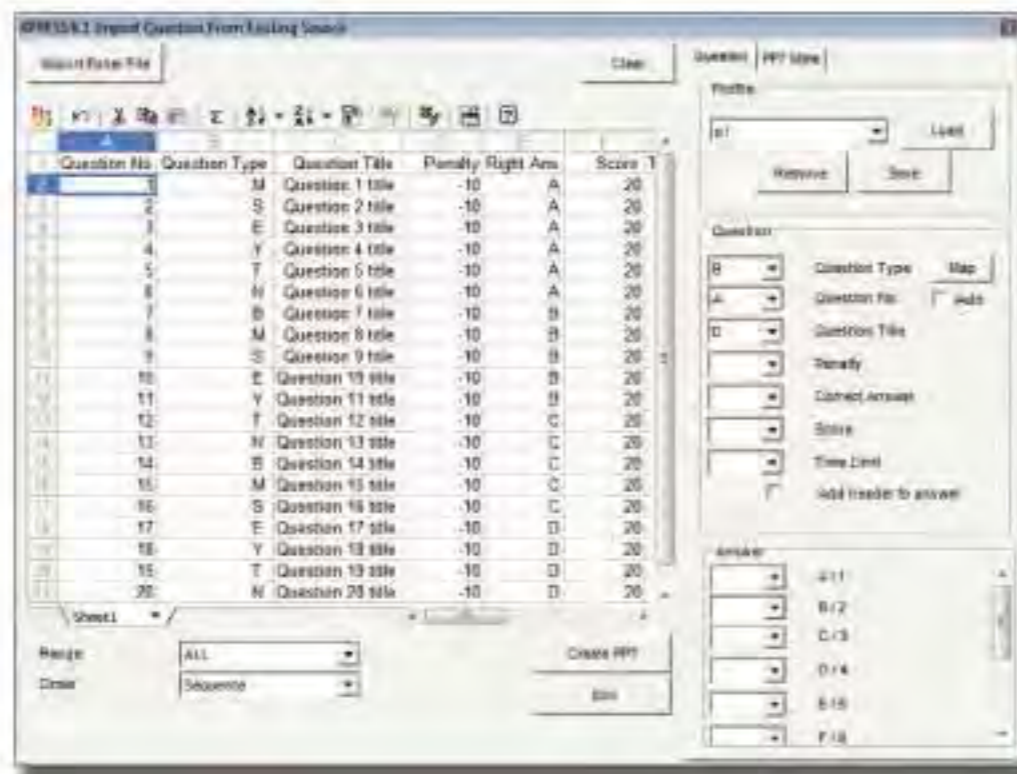 Import Question From Existing Source
Import Excel File
Clear
Question No Question Type Question Title Penalty Right Ans Score T
1 M Question 1 title -10 A 20
2 S Question 2 title -10 A 20
3 E Question 3 title -10 A 20
4 Y Question 4 title -10 A 20
5 T Question 5 title -10 A 20
6 N Question 6 title -10 A 20
7 B Question 7 title -10 B 20
8 M Question 8 title -10 B 20
9 S Question 9 title -10 B 20
10 E Question 10 title -10 B 20
11 Y Question 11 title -10 B 20
12 T Question 12 title -10 C 20
13 N Question 13 title -10 C 20
14 B Question 14 title -10 C 20
15 M Question 15 title -10 C 20
16 S Question 16 title -10 C 20
17 E Question 17 title -10 D 20
18 Y Question 18 title -10 D 20
19 T Question 19 title -10 D 20
20 N Question 20 title -10 D 20
Sheet1
Range ALL
Order Sequence
Create PPT
Exit
Question PPT
Profile
p1 Load
Remove Save
Question
B Question Type Map
A Question No Auto
D Question Title
Penalty
Correct Answer
Score
Time Limit
Add Header to answer
Answer
A / 1
B / 2
C / 3
D / 4
E / 5
F / 6